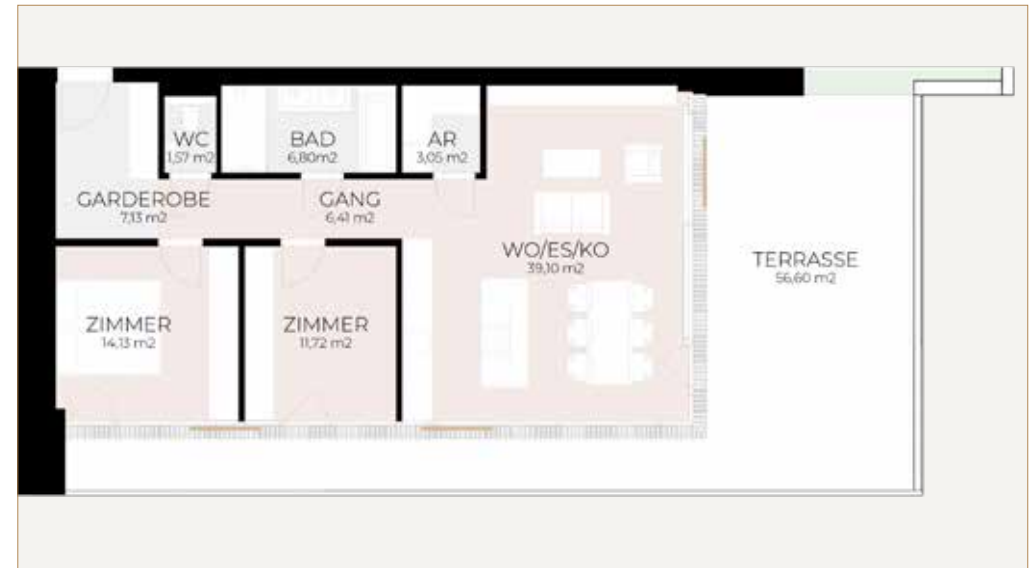 WC
1,57 m2
BAD
6,80m2
AR
3,05 m2
GARDEROBE
7,13 m2
GANG
6,41 m2
WO/ES/KO
39,10 m2
TERRASSE
56,60 m2
ZIMMER
14,13 m2
ZIMMER
11,72 m2